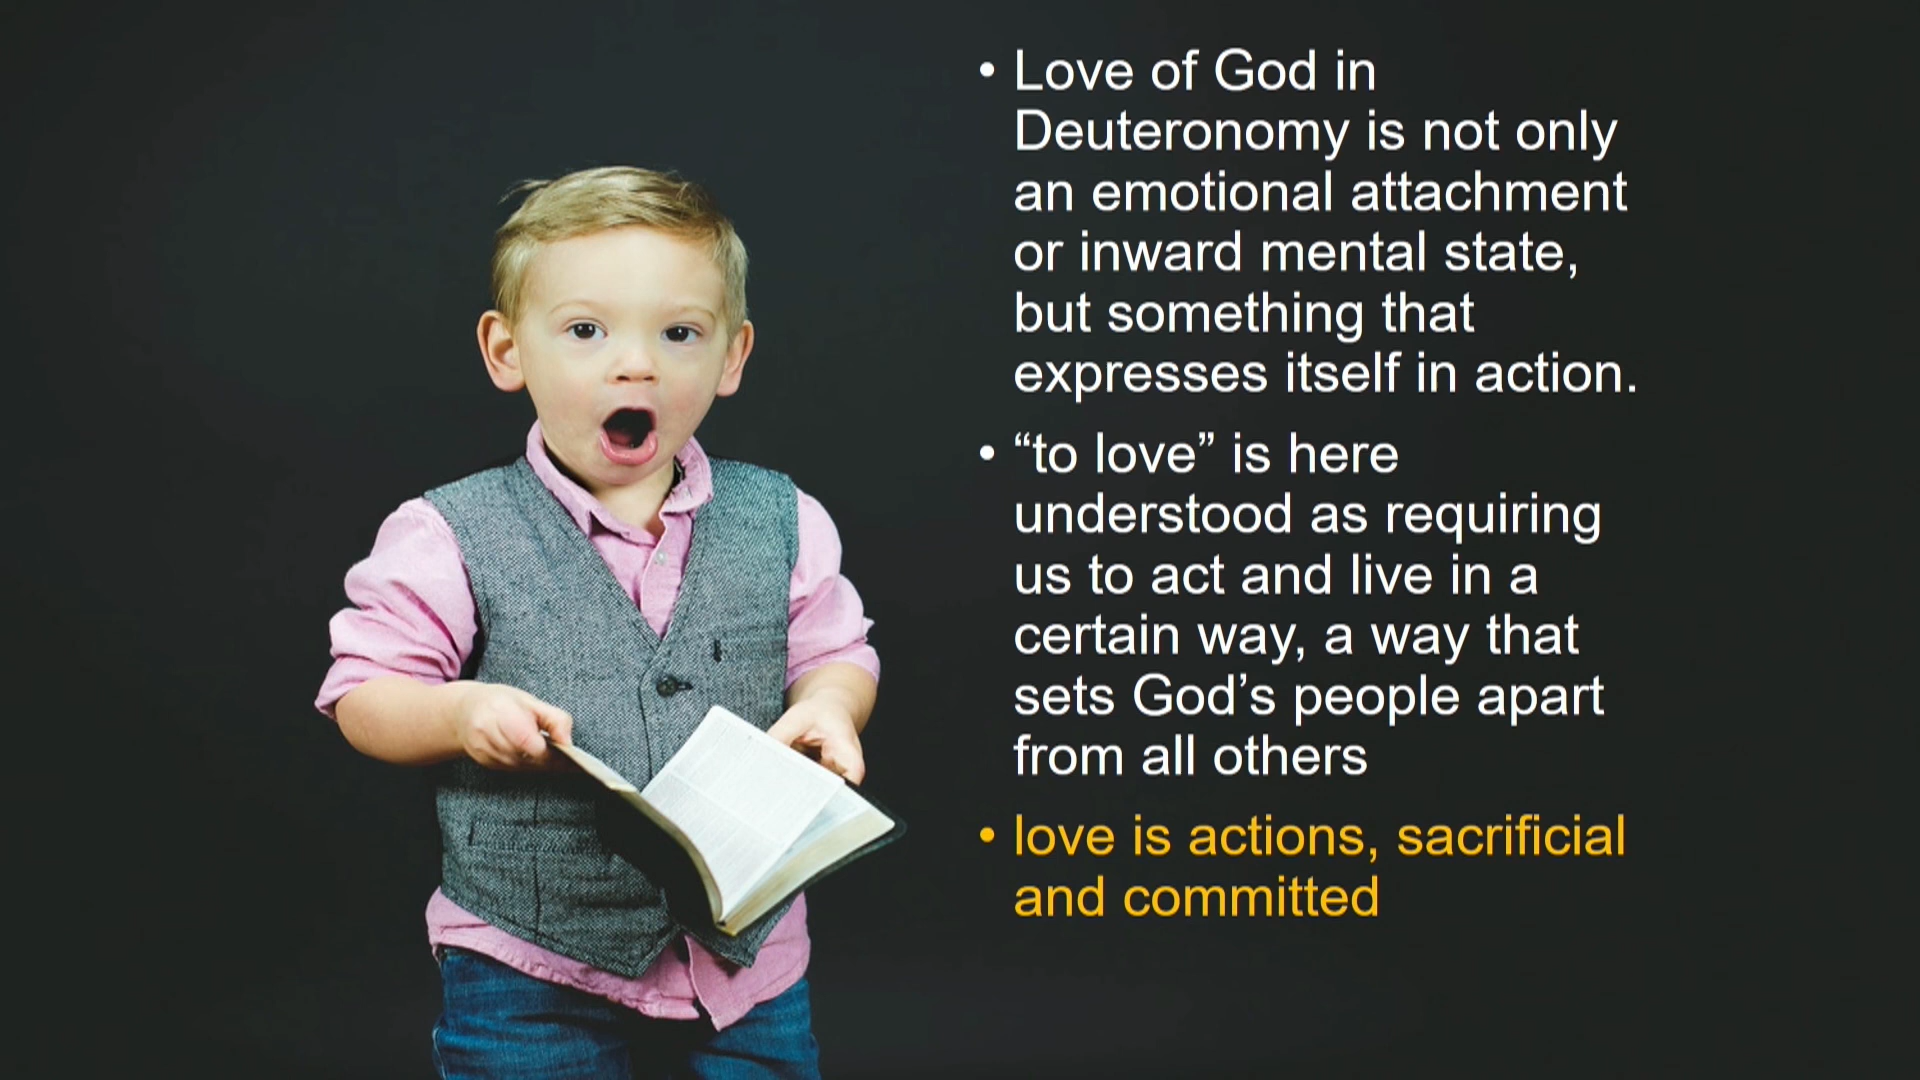 • Love of God in
Deuteronomy is not only
an emotional attachment
or inward mental state,
but something that
expresses itself in action.
• “to love” is here
understood as requiring
us to act and live in a
certain way, a way that
sets God’s people apart
from all others
• love is actions, sacrificial
and committed